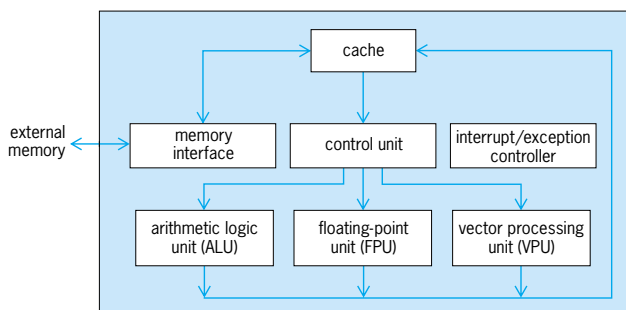 cache
external
memory
memory
interface
control unit
interrupt/exception
controller
arithmetic logic
unit (ALU)
floating-point
unit (FPU)
vector processing
unit (VPU)